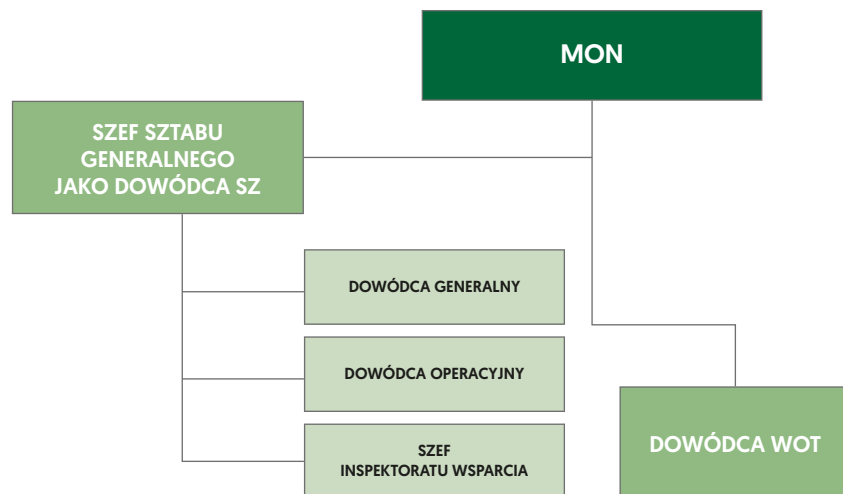 MON
SZEF SZTABU
GENERALNEGO
JAKO DOWÓDCA SZ
DOWÓDCA GENERALNY
DOWÓDCA OPERACYJNY
SZEF
INSPEKTORATU WSPARCIA
DOWÓDCA WOT